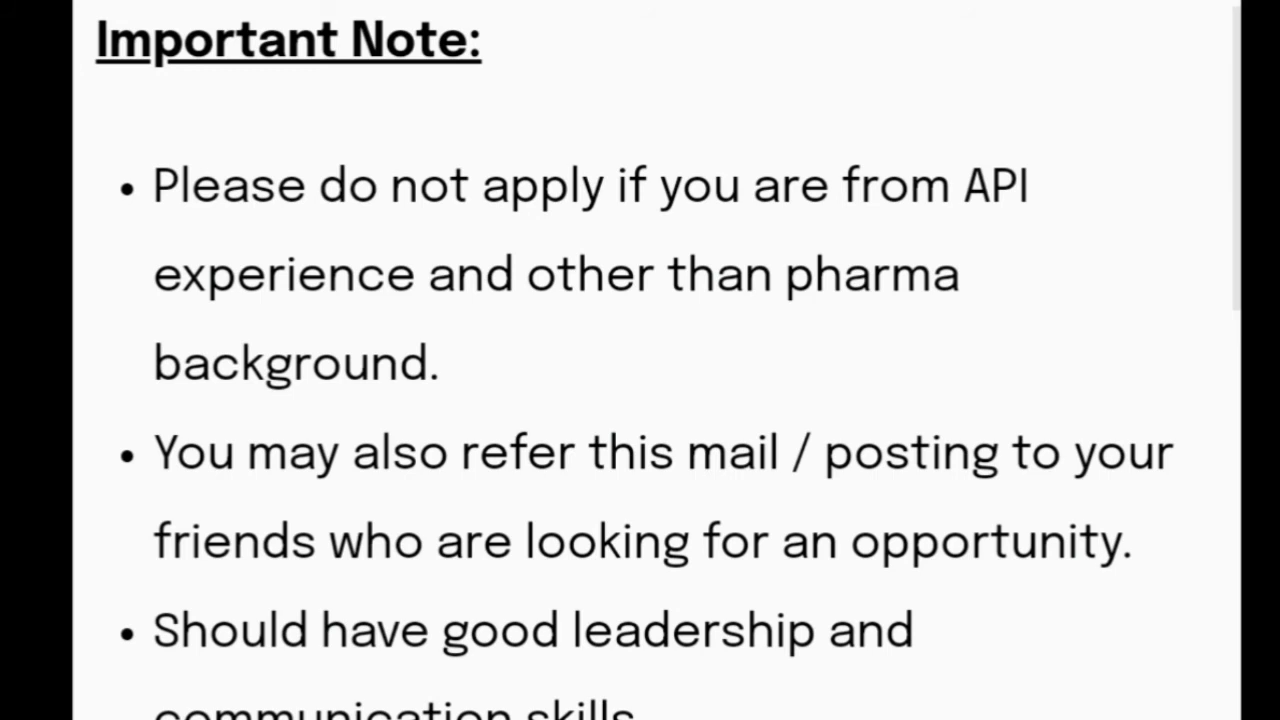 Important Note:
• Please do not apply if you are from API
experience and other than pharma
background.
• You may also refer this mail / posting to your
friends who are looking for an opportunity.
• Should have good leadership and
communication skills